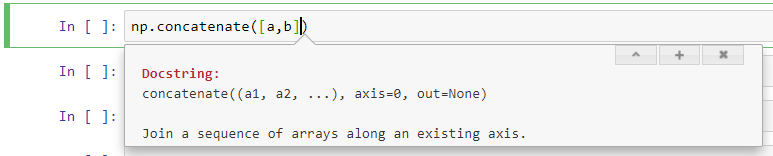 In [ ]: np.concatenate([a,b])
In [ ]:
Docstring:
concatenate((a1, a2, ...), axis=0, out=None)
In [ ]:
Join a sequence of arrays along an existing axis.